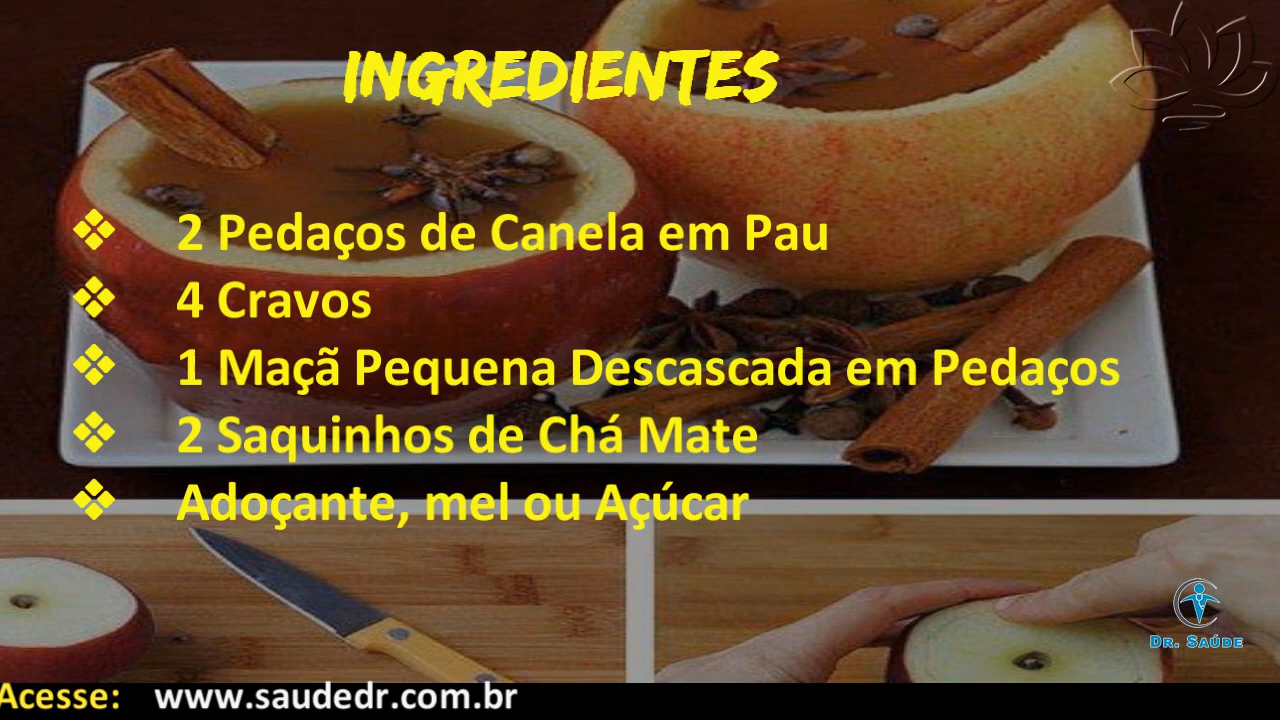 INGREDIENTES
❖ 2 Pedaços de Canela em Pau
❖ 4 Cravos
❖ 1 Maçã Pequena Descascada em Pedaços
❖ 2 Saquinhos de Chá Mate
❖ Adoçante, mel ou Açúcar
DR. SAÚDE
Acesse: www.saudedr.com.br